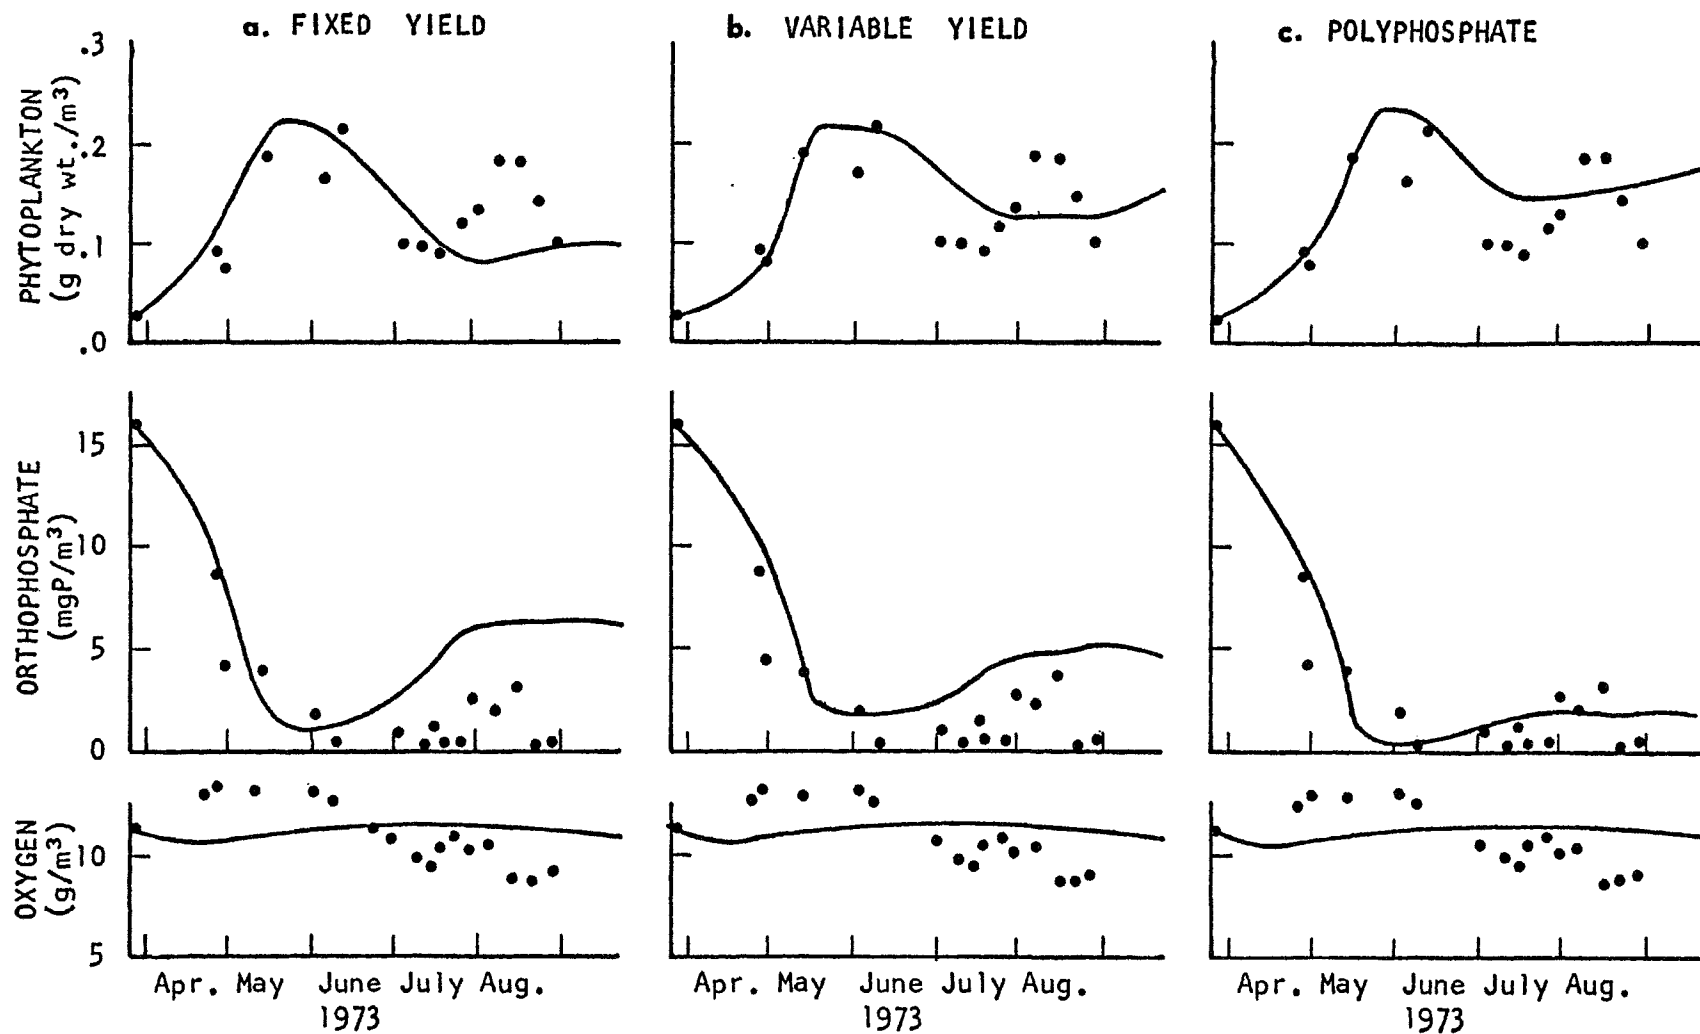 a. FIXED YIELD
b. VARIABLE YIELD
c. POLYPHOSPHATE
PHYTOPLANKTON
(g dry wt./m³)
.3
.2
.1
.0
ORTHOPHOSPHATE
(mgP/m³)
15
10
5
0
OXYGEN
(g/m³)
10
5
Apr. May June July Aug.
1973
Apr. May June July Aug.
1973
Apr. May June July Aug.
1973